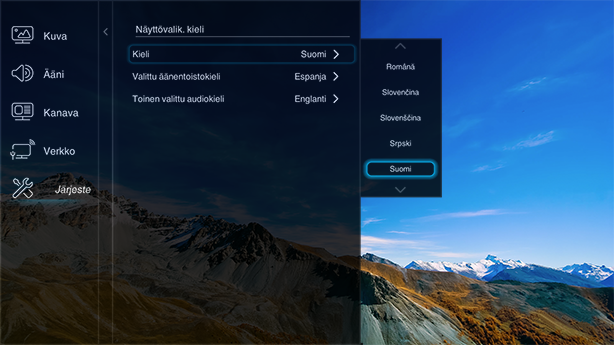 Kuva
Ääni
Kanava
Verkko
Järjeste
Näyttövalik. kieli
Kieli Suomi
Valittu äänentoistokieli Espanja
Toinen valittu audiokieli Englanti
Română
Slovenčina
Slovenščina
Srpski
Suomi